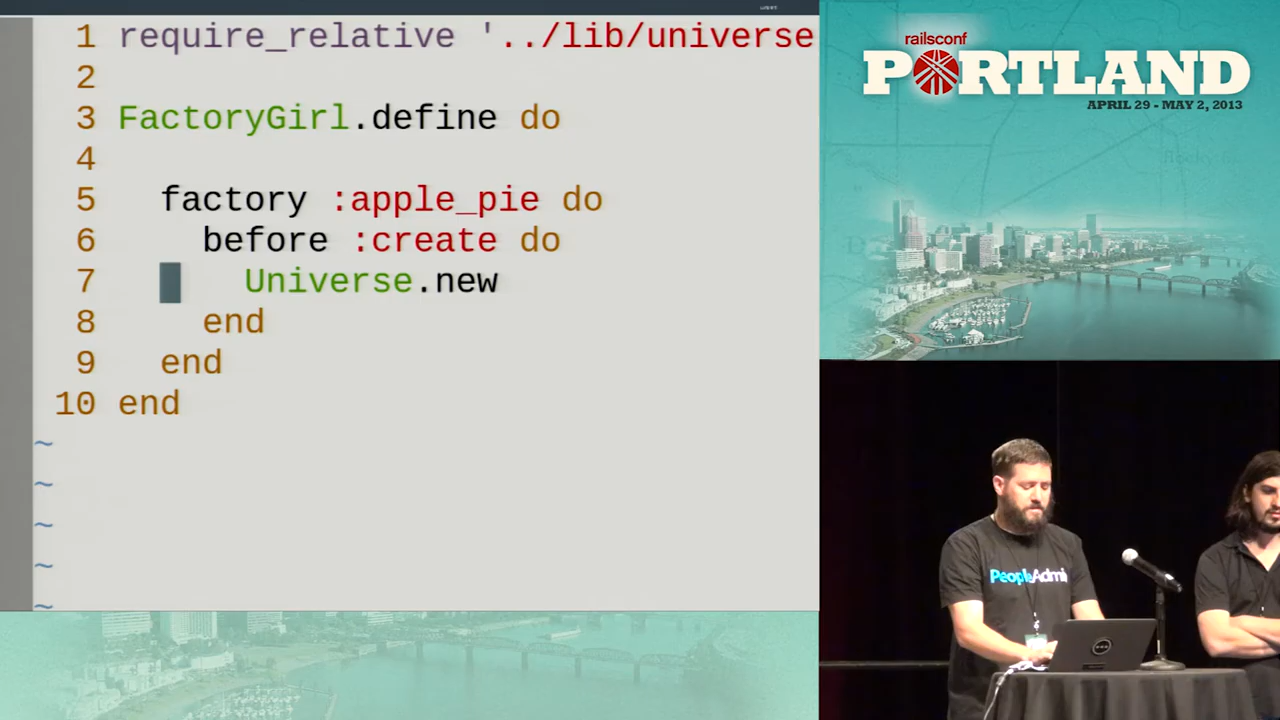 1 require_relative '../lib/universe
2
3 FactoryGirl.define do
4
5 factory :apple_pie do
6 before :create do
7 Universe.new
8 end
9 end
10 end
~
~
~
~
~
railsconf
PORTLAND
APRIL 29 - MAY 2, 2013
PeopleAdmin